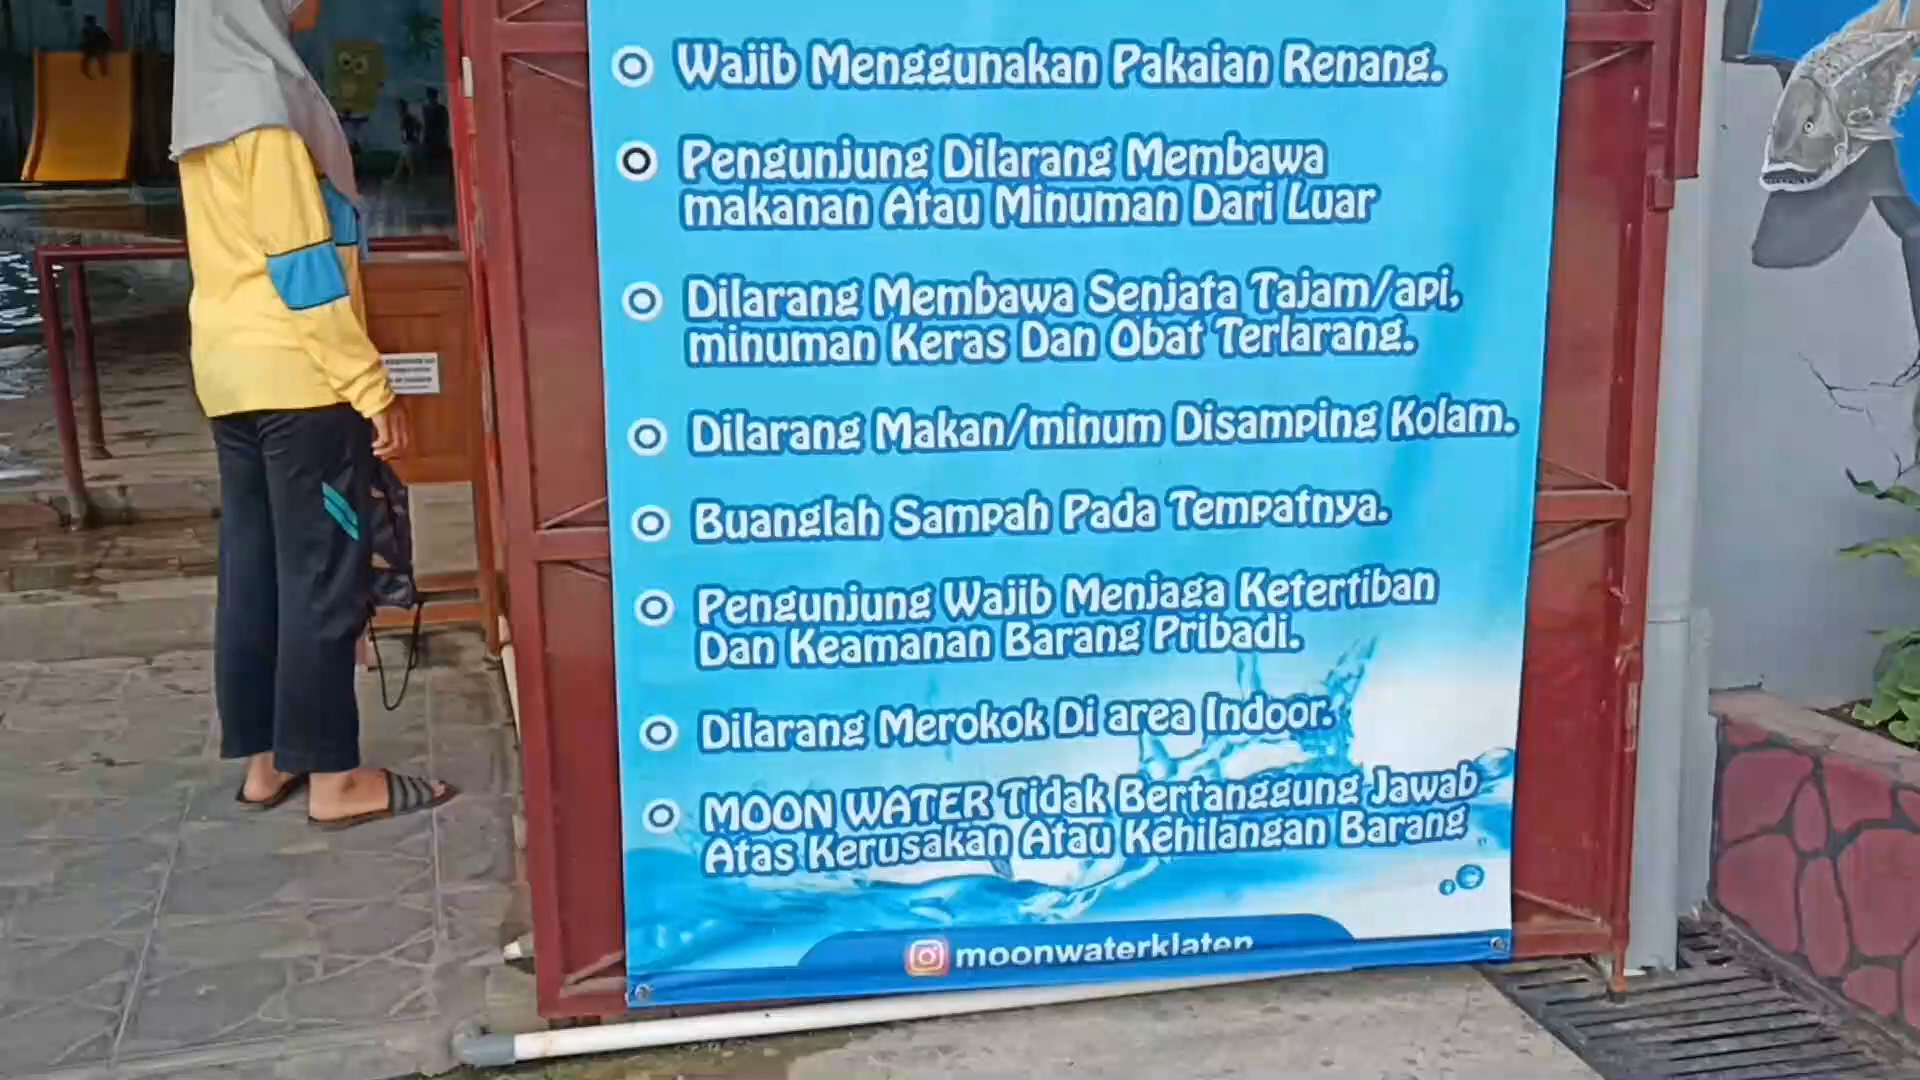 Wajib Menggunakan Pakaian Renang.
Pengunjung Dilarang Membawa
makanan Atau Minuman Dari Luar
Dilarang Membawa Senjata Tajam/api,
minuman Keras Dan Obat Terlarang.
Dilarang Makan/minum Disamping Kolam.
Buanglah Sampah Pada Tempatnya.
Pengunjung Wajib Menjaga Ketertiban
Dan Keamanan Barang Pribadi.
Dilarang Merokok Di area Indoor.
MOON WATER Tidak Bertanggung Jawab
Atas Kerusakan Atau Kehilangan Barang
moonwaterklaten